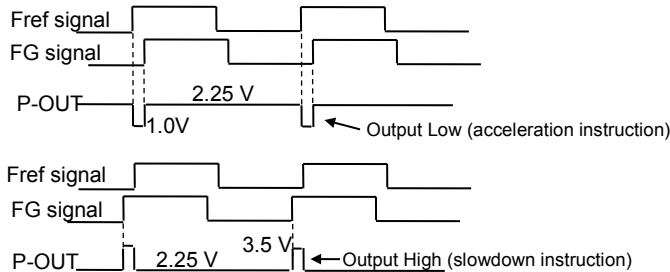 Fref signal
FG signal
2.25 V
P-OUT
1.0V
Output Low (acceleration instruction)
Fref signal
FG signal
3.5 V
P-OUT
2.25 V
Output High (slowdown instruction)